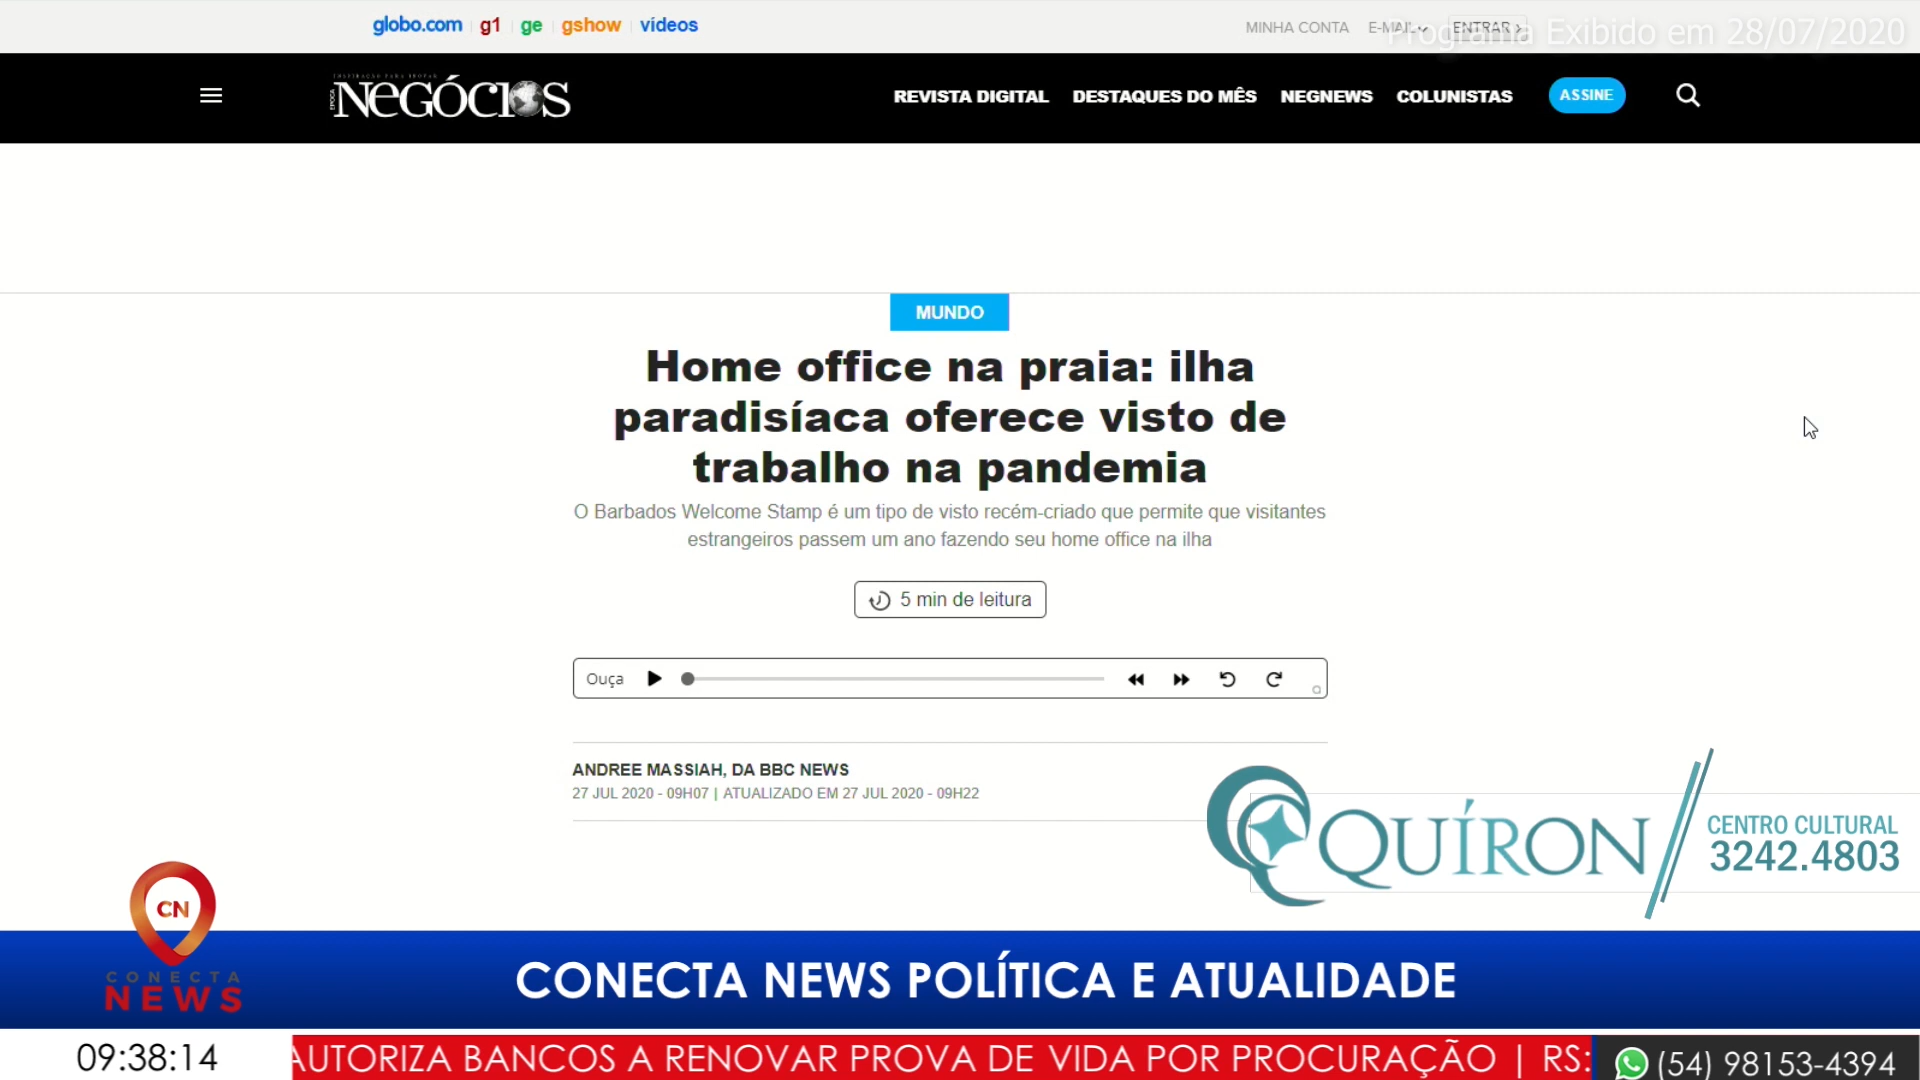 globo.com g1 ge gshow vídeos
MINHA CONTA E-MAIL ENTRAR
Programa Exibido em 28/07/2020
ÉPOCA NEGÓCIOS
REVISTA DIGITAL DESTAQUES DO MÊS NEGNEWS COLUNISTAS ASSINE
MUNDO
Home office na praia: ilha
paradisíaca oferece visto de
trabalho na pandemia
O Barbados Welcome Stamp é um tipo de visto recém-criado que permite que visitantes
estrangeiros passem um ano fazendo seu home office na ilha
5 min de leitura
Ouça
ANDREE MASSIAH, DA BBC NEWS
27 JUL 2020 - 09H07 | ATUALIZADO EM 27 JUL 2020 - 09H22
QUÍRON
CENTRO CULTURAL
3242.4803
CN
CONECTA
NEWS
CONECTA NEWS POLÍTICA E ATUALIDADE
09:38:14
AUTORIZA BANCOS A RENOVAR PROVA DE VIDA POR PROCURAÇÃO | RS:
(54) 98153-4394